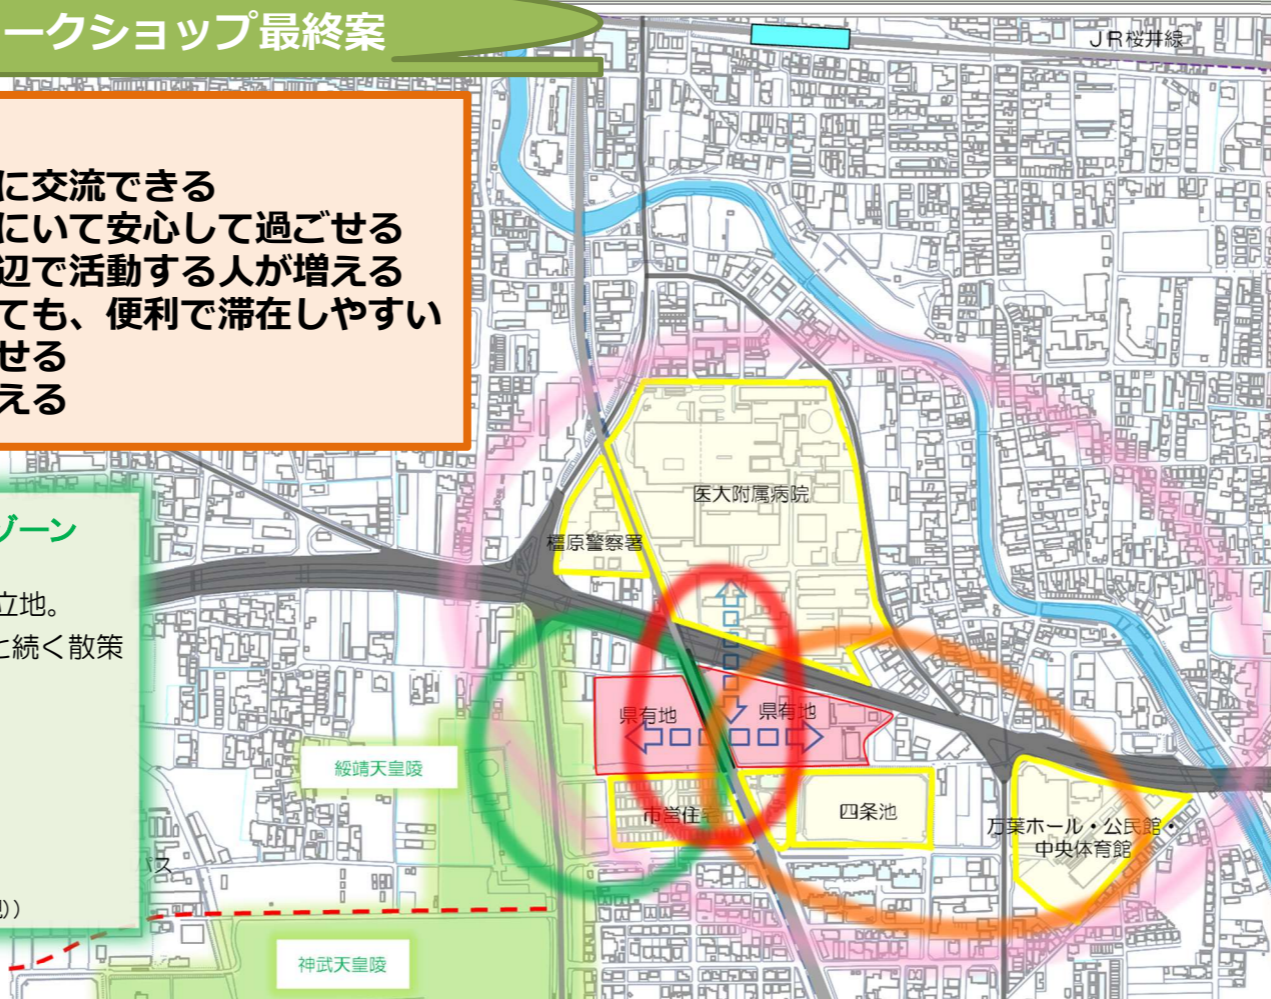 ークショップ最終案
JR桜井線
に交流できる
にいて安心して過ごせる
辺で活動する人が増える
ても、便利で滞在しやすい
せる
える
医大附属病院
橿原警察署
ゾーン
立地。
と続く散策
県有地
県有地
綏靖天皇陵
市営住宅
四条池
万葉ホール・公民館・
中央体育館
パス
神武天皇陵